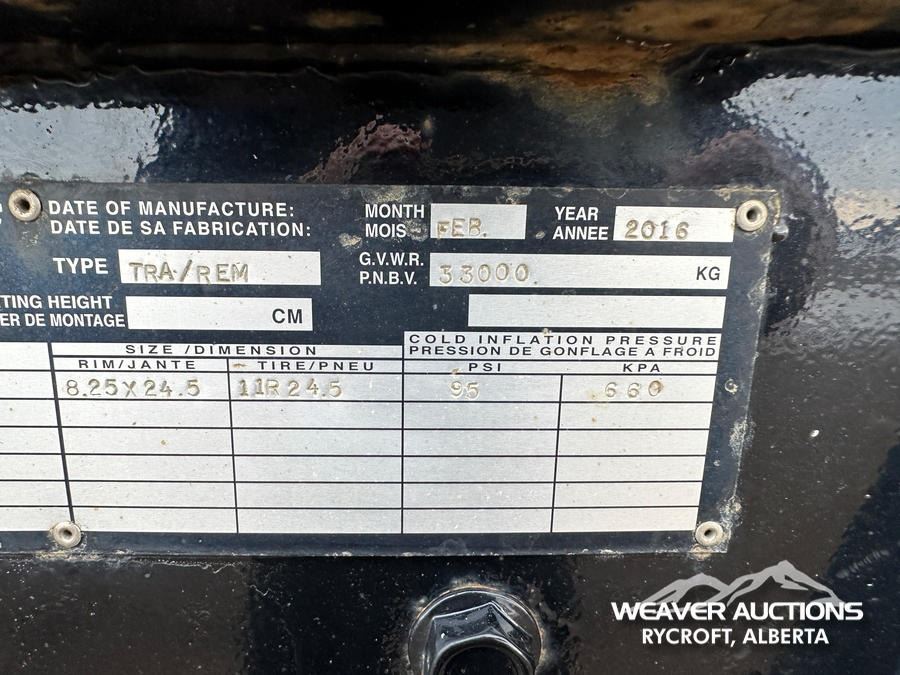 DATE OF MANUFACTURE: MONTH FEB. YEAR 2016
DATE DE SA FABRICATION: MOIS ANNEE
TYPE TRA/REM G.V.W.R. 33000 KG
P.N.B.V.
TING HEIGHT
ER DE MONTAGE CM
SIZE /DIMENSION COLD INFLATION PRESSURE
PRESSION DE GONFLAGE A FROID
RIM/JANTE TIRE/PNEU PSI KPA
8.25X24.5 11R24.5 95 660
WEAVER AUCTIONS
RYCROFT, ALBERTA